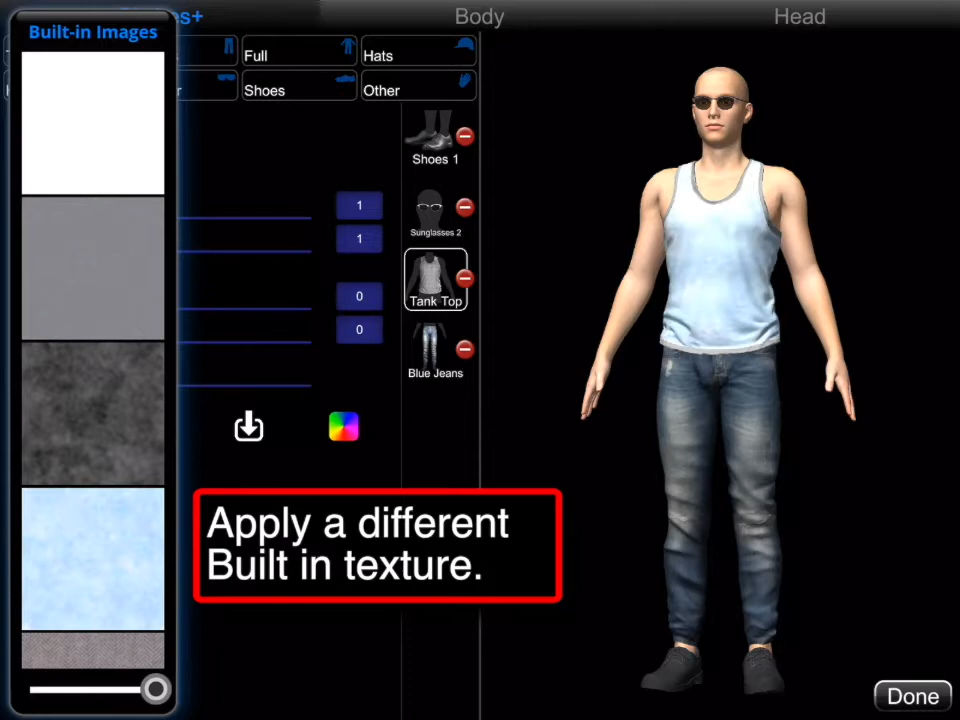 s+
Body
Head
Built-in Images
Full
Hats
r
Shoes
Other
Shoes 1
1
Sunglasses 2
1
Tank Top
0
0
Blue Jeans
Apply a different
Built in texture.
Done